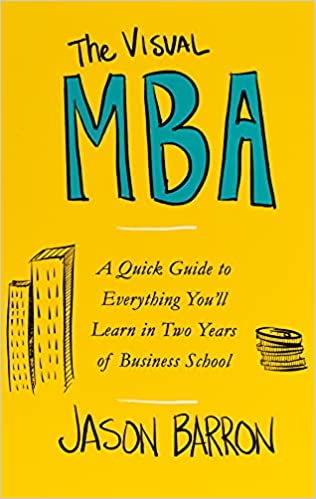 The Visual
MBA
A Quick Guide to
Everything You'll
Learn in Two Years
of Business School
JASON BARRON